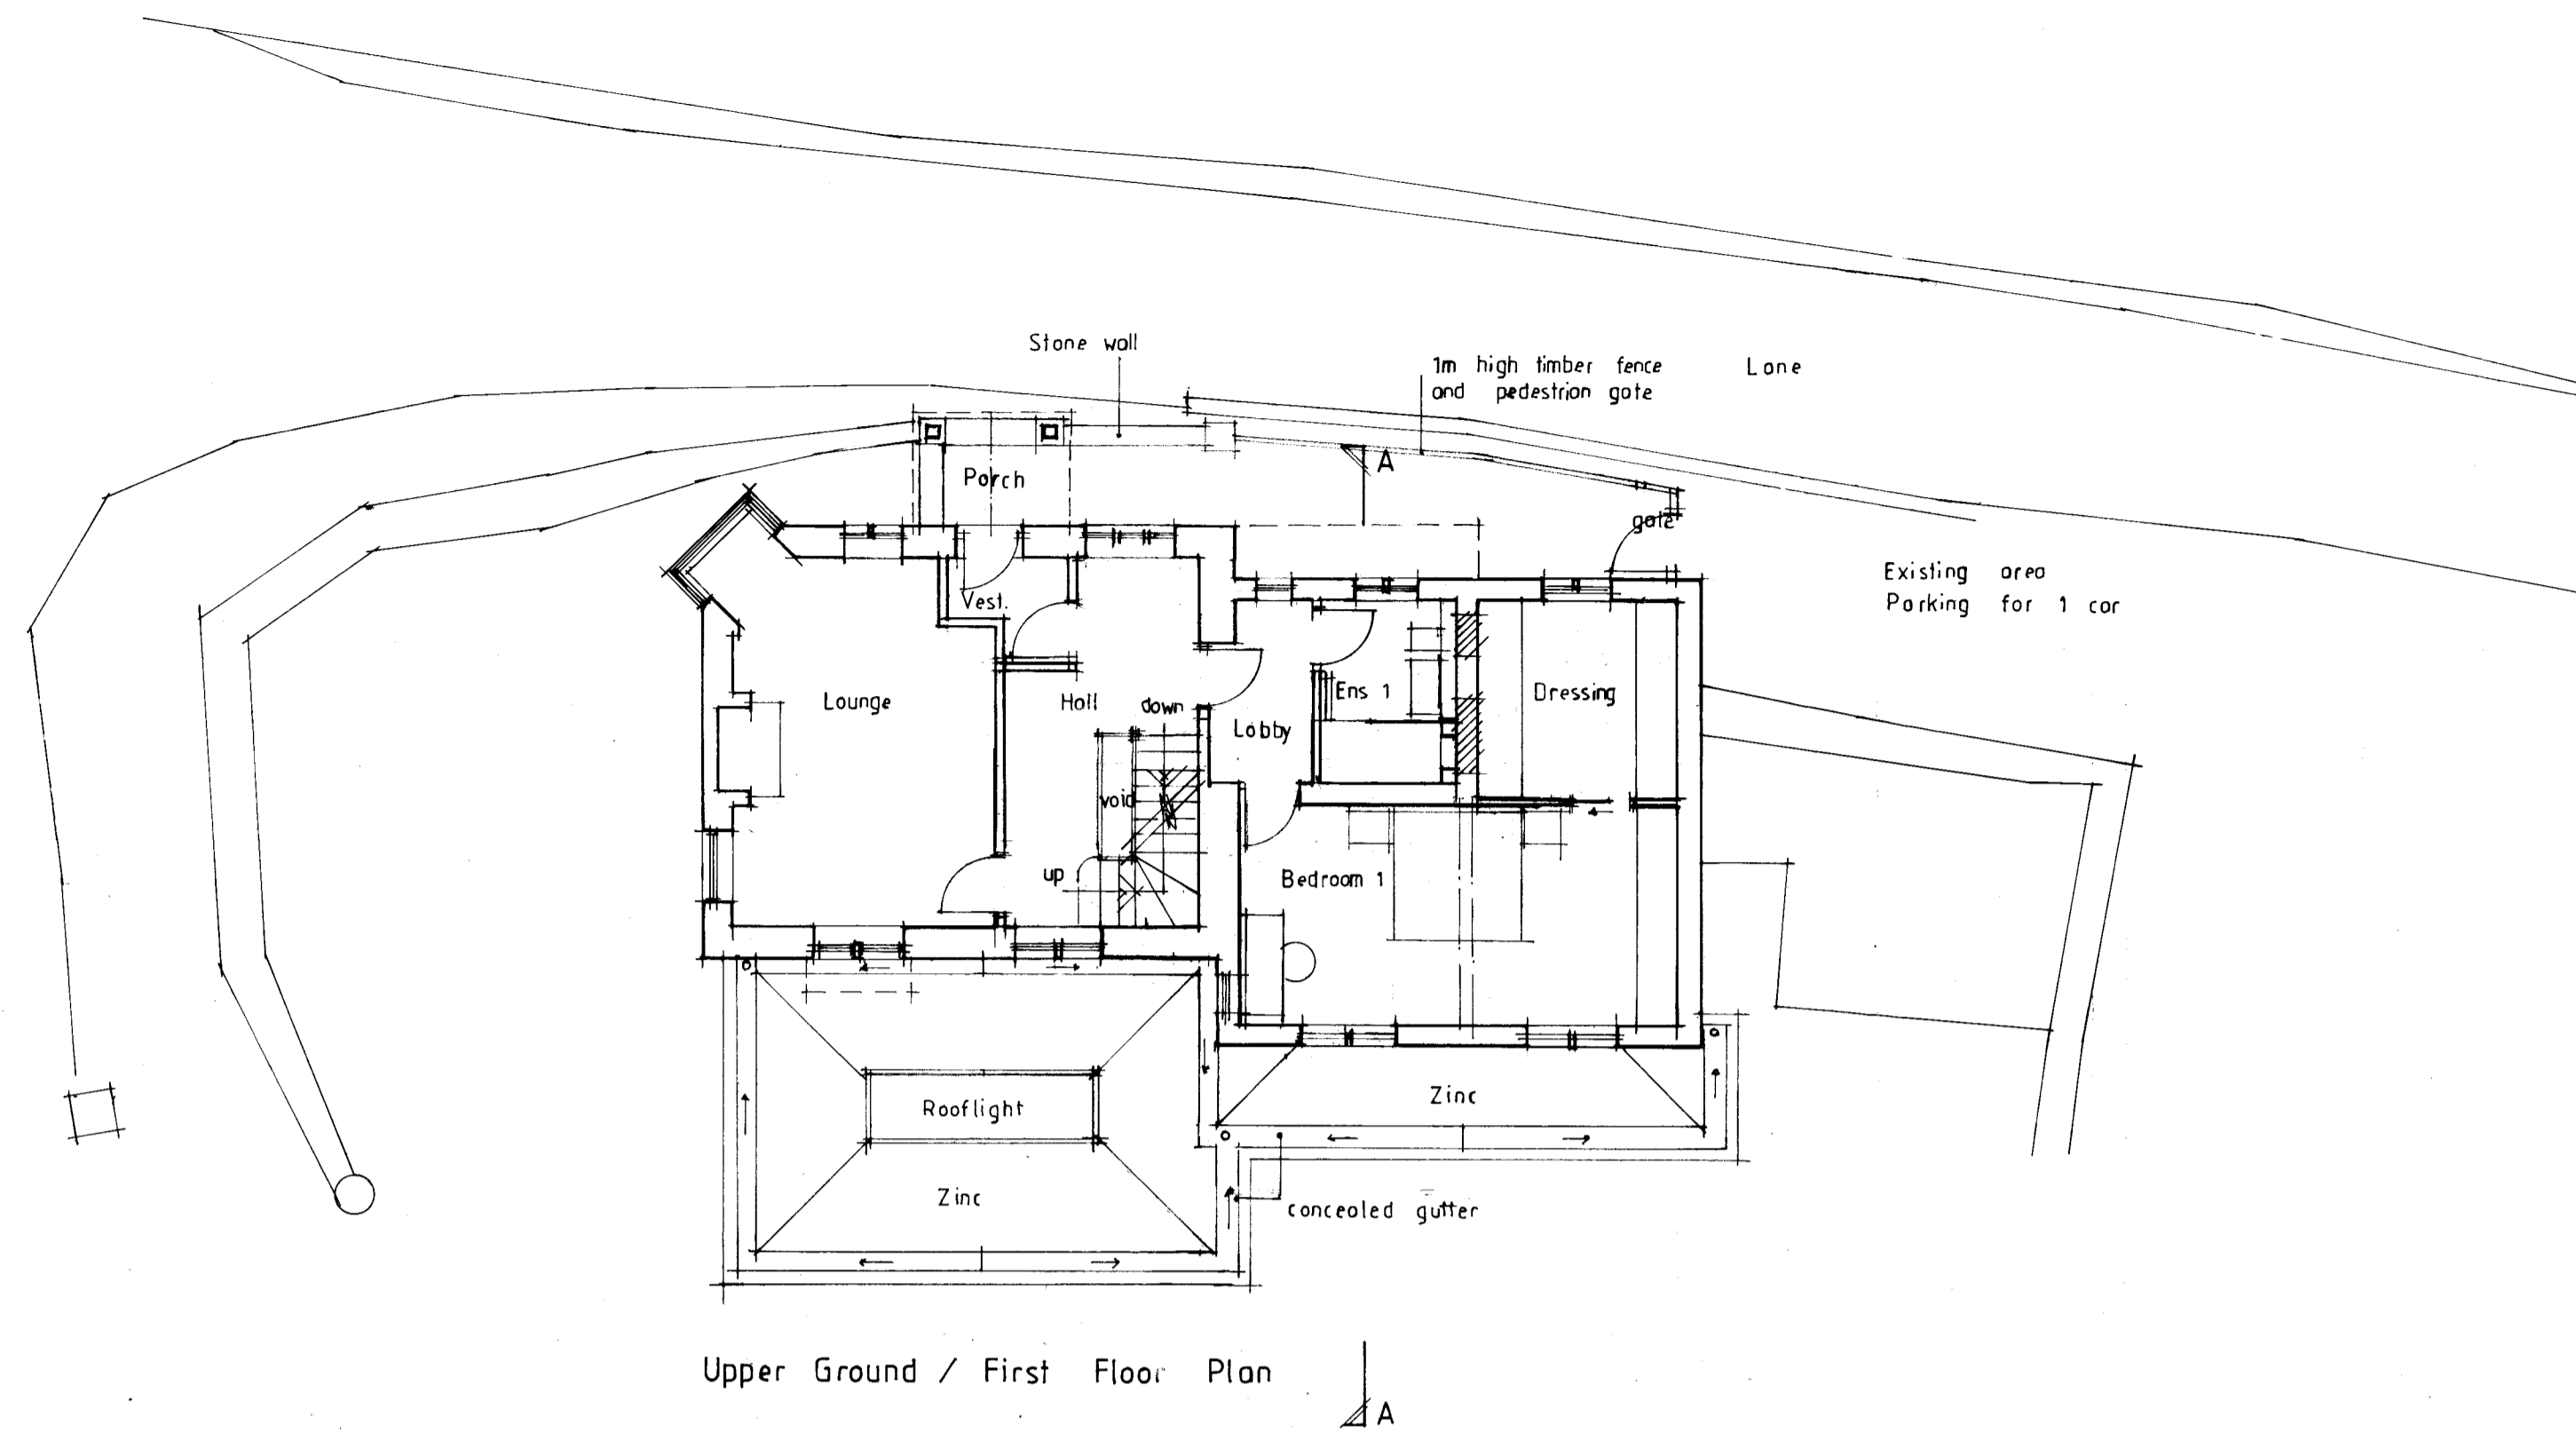 Stone wall
1m high timber fence
and pedestrian gate
Lane
A
Porch
gate
Existing area
Parking for 1 car
Vest.
Lounge
Hall
down
Lobby
Ens 1
Dressing
void
up
Bedroom 1
Zinc
Rooflight
Zinc
concealed gutter
Upper Ground / First Floor Plan
A